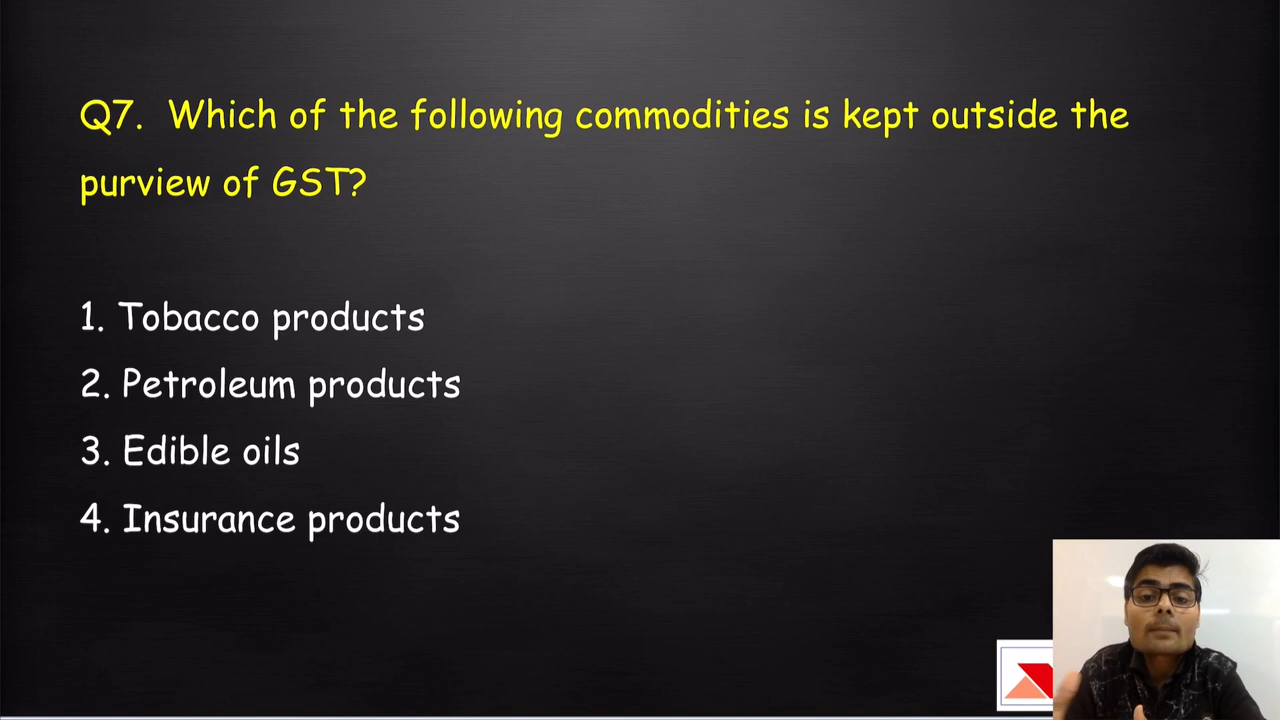 Q7. Which of the following commodities is kept outside the
purview of GST?
1. Tobacco products
2. Petroleum products
3. Edible oils
4. Insurance products